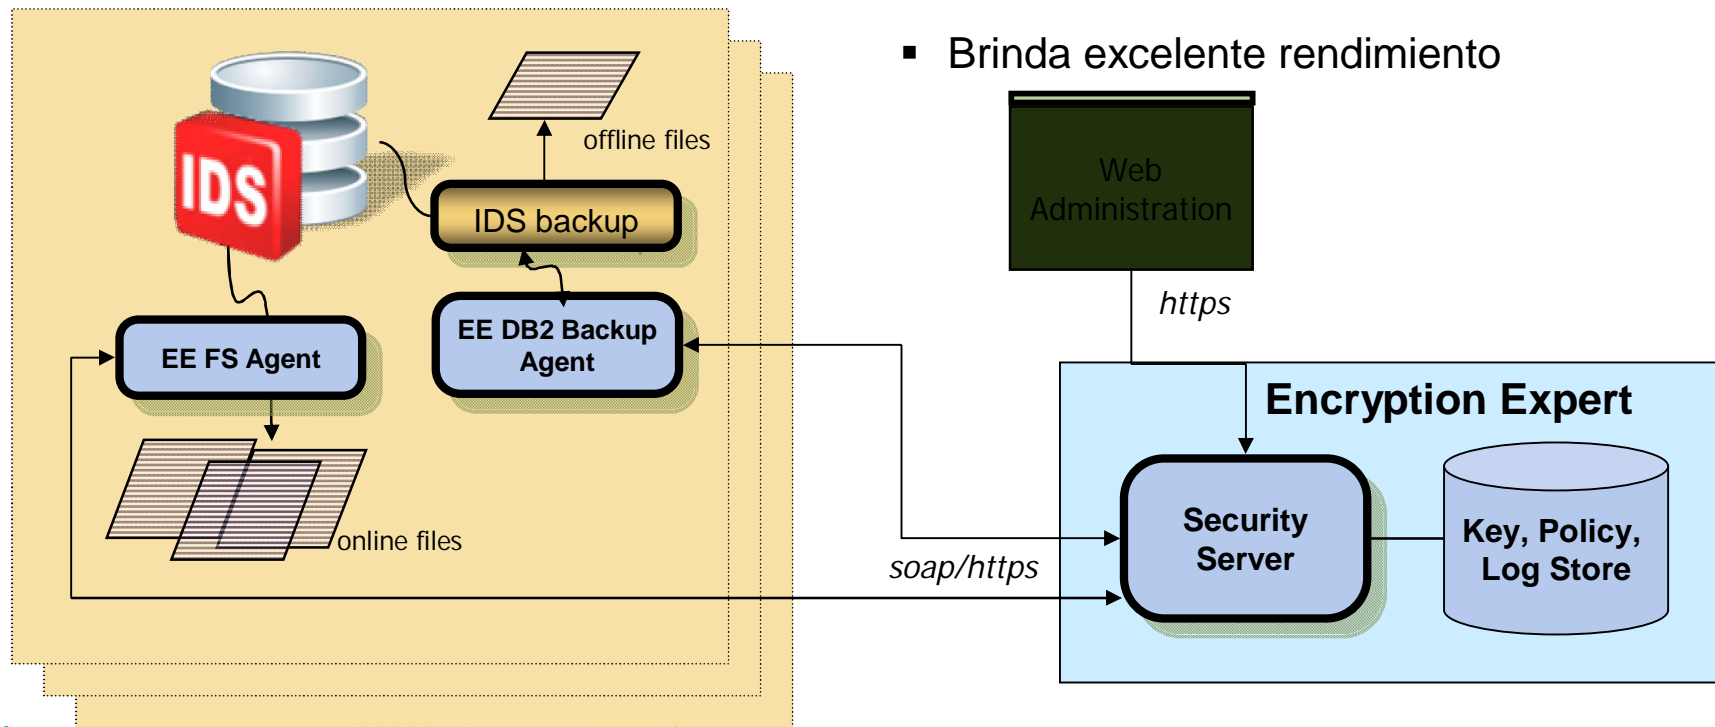 ▪ Brinda excelente rendimiento
offline files
IDS
IDS backup
Web
Administration
https
EE DB2 Backup
Agent
EE FS Agent
Encryption Expert
online files
soap/https
Security
Server
Key, Policy,
Log Store